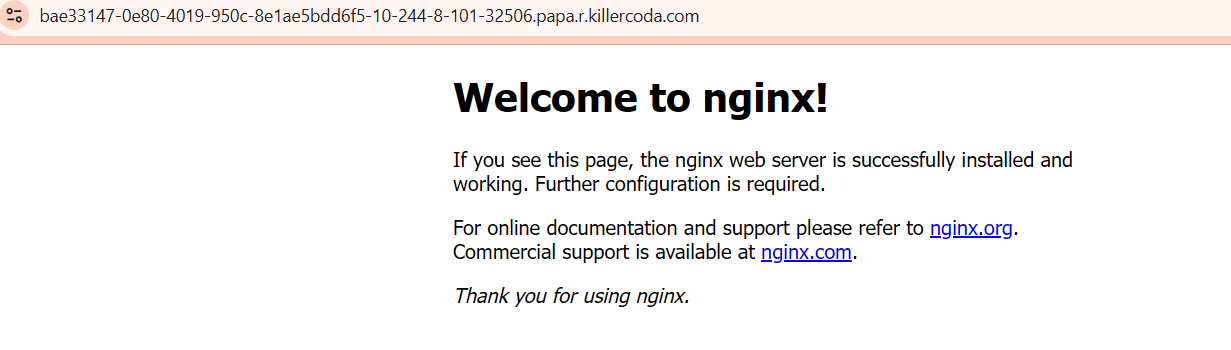 bae33147-0e80-4019-950c-8e1ae5bdd6f5-10-244-8-101-32506.papa.r.killercoda.com
Welcome to nginx!
If you see this page, the nginx web server is successfully installed and
working. Further configuration is required.
For online documentation and support please refer to nginx.org.
Commercial support is available at nginx.com.
Thank you for using nginx.